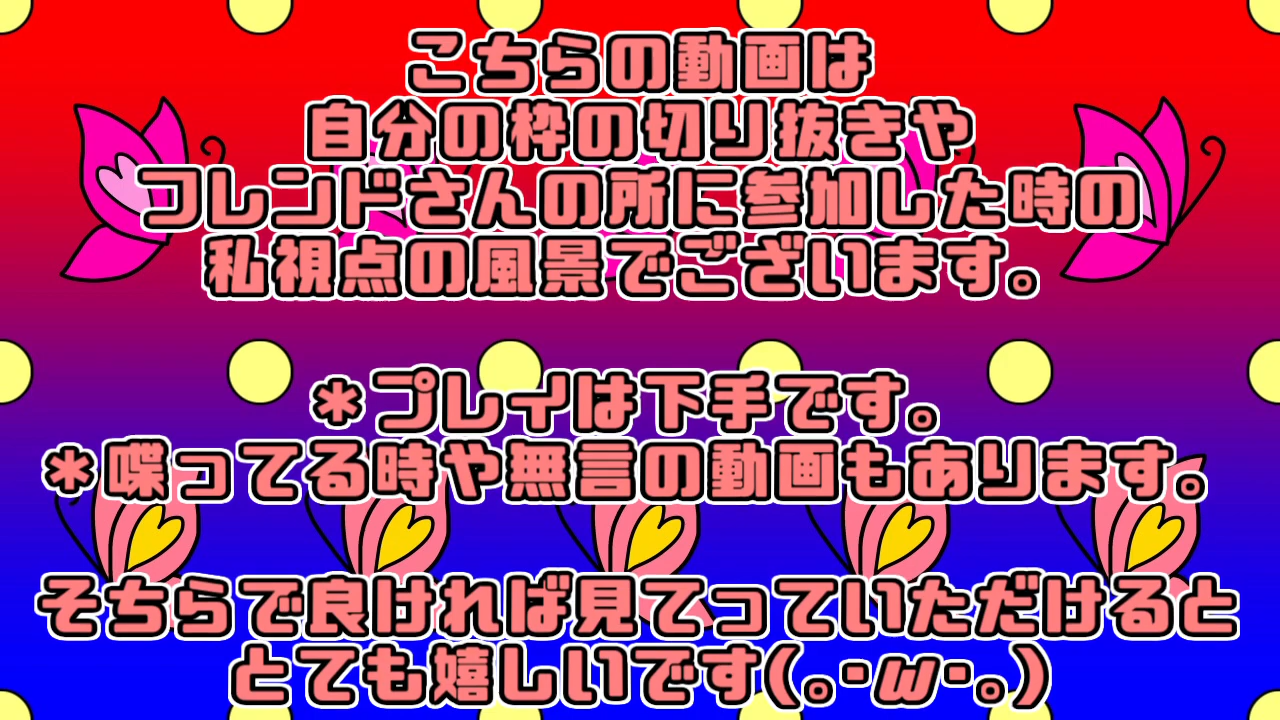 こちらの動画は
自分の枠の切り抜きや
フレンドさんの所に参加した時の
私視点の風景でございます。
*プレイは下手です。
*喋ってる時や無言の動画もあります。
そちらで良ければ見てっていただけると
とても嬉しいです(｡･ω･｡)